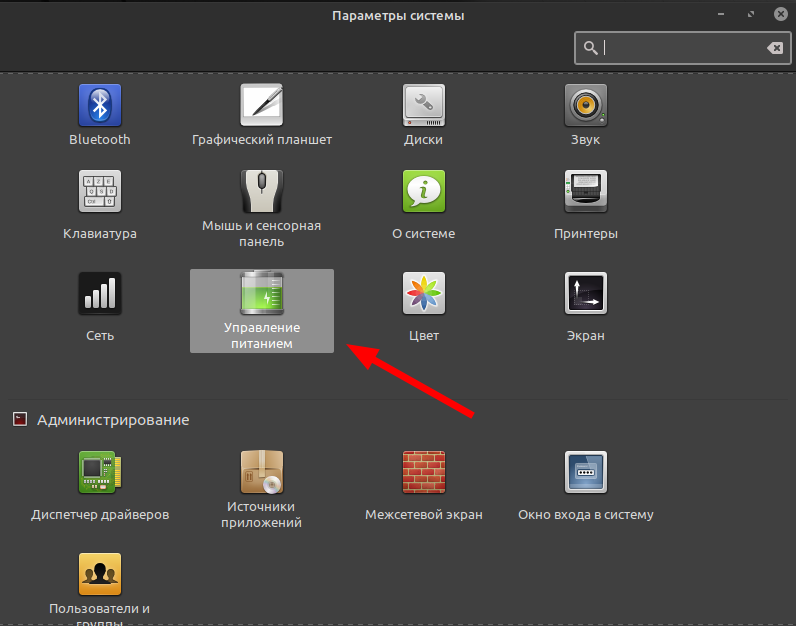 Параметры системы
Bluetooth
Графический планшет
Диски
Звук
Клавиатура
Мышь и сенсорная
панель
О системе
Принтеры
Сеть
Управление
питанием
Цвет
Экран
Администрирование
Диспетчер драйверов
Источники
приложений
Межсетевой экран
Окно входа в систему
Пользователи и
группы